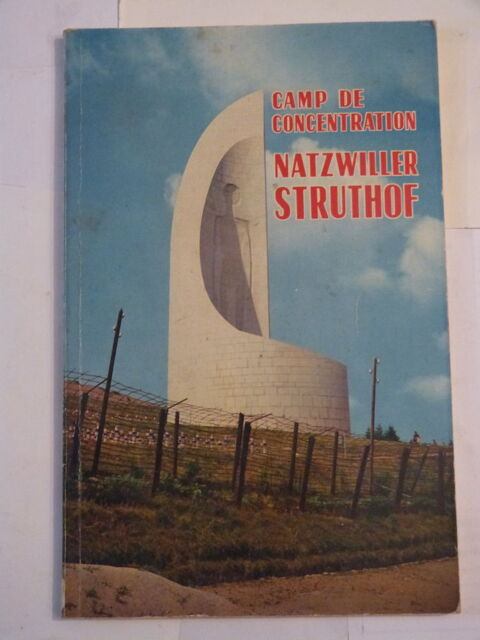 CAMP DE
CONCENTRATION
NATZWILLER
STRUTHOF